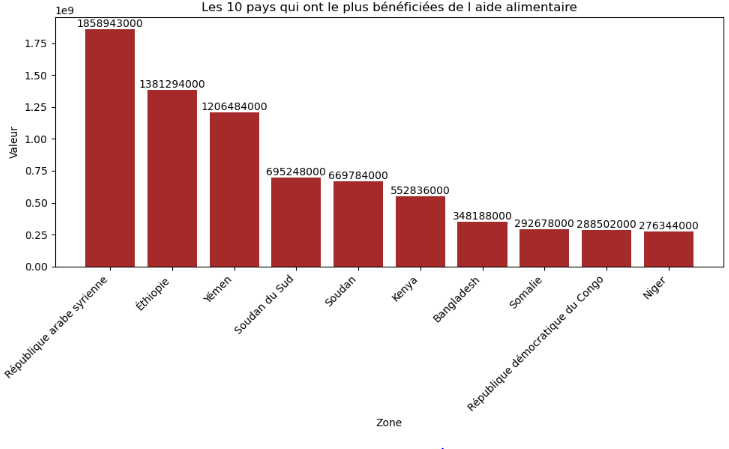 Les 10 pays qui ont le plus bénéficiées de l aide alimentaire
1e9
1858943000
1381294000
1206484000
695248000
669784000
552836000
348188000
292678000
288502000
276344000
1.75
1.50
1.25
1.00
0.75
0.50
0.25
0.00
Valeur
République arabe syrienne
Éthiopie
Yémen
Soudan du Sud
Soudan
Kenya
Bangladesh
Somalie
République démocratique du Congo
Niger
Zone